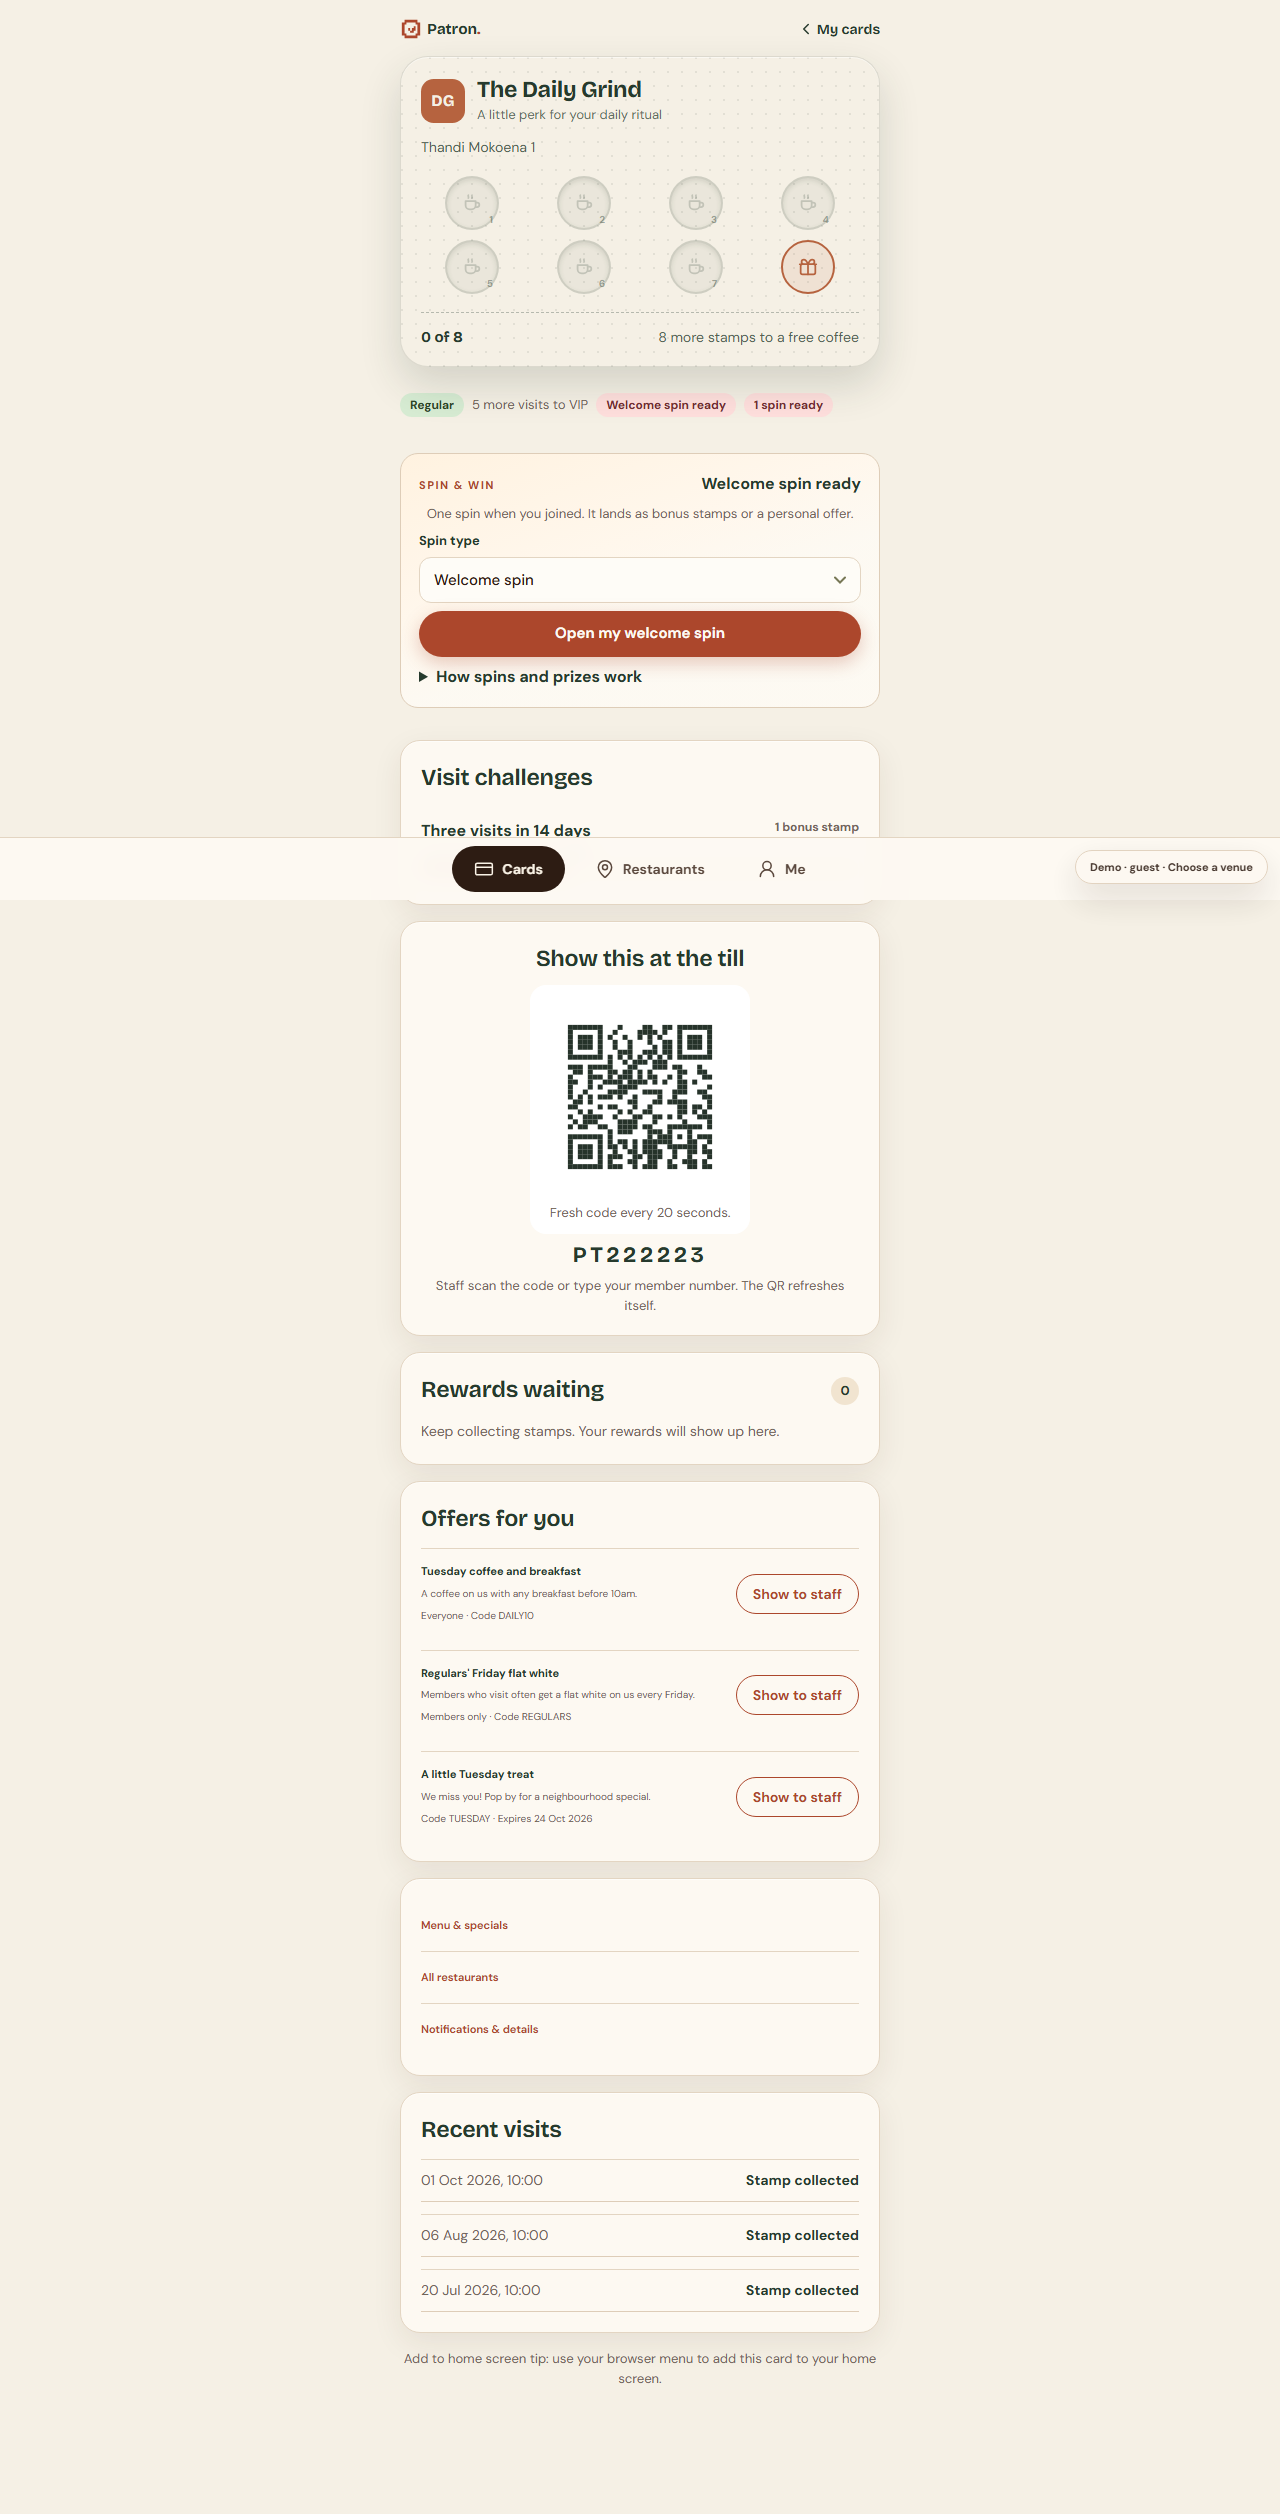 Patron.
My cards
DG
The Daily Grind
A little perk for your daily ritual
Thandi Mokoena 1
1
2
3
4
5
6
7
0 of 8
8 more stamps to a free coffee
Regular
5 more visits to VIP
Welcome spin ready
1 spin ready
SPIN & WIN
Welcome spin ready
One spin when you joined. It lands as bonus stamps or a personal offer.
Spin type
Welcome spin
Open my welcome spin
How spins and prizes work
Visit challenges
Three visits in 14 days
1 bonus stamp
Cards
Restaurants
Me
Demo · guest · Choose a venue
Show this at the till
Fresh code every 20 seconds.
PT222223
Staff scan the code or type your member number. The QR refreshes
itself.
Rewards waiting
0
Keep collecting stamps. Your rewards will show up here.
Offers for you
Tuesday coffee and breakfast
A coffee on us with any breakfast before 10am.
Everyone · Code DAILY10
Show to staff
Regulars' Friday flat white
Members who visit often get a flat white on us every Friday.
Members only · Code REGULARS
Show to staff
A little Tuesday treat
We miss you! Pop by for a neighbourhood special.
Code TUESDAY · Expires 24 Oct 2026
Show to staff
Menu & specials
All restaurants
Notifications & details
Recent visits
01 Oct 2026, 10:00
Stamp collected
06 Aug 2026, 10:00
Stamp collected
20 Jul 2026, 10:00
Stamp collected
Add to home screen tip: use your browser menu to add this card to your home
screen.